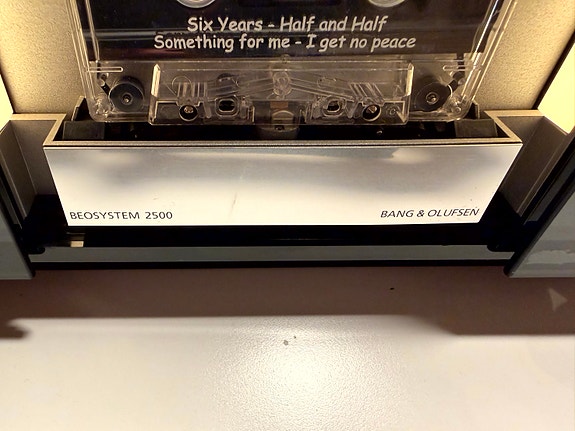 Six Years - Half and Half
Something for me - I get no peace
BEOSYSTEM 2500
BANG & OLUFSEN